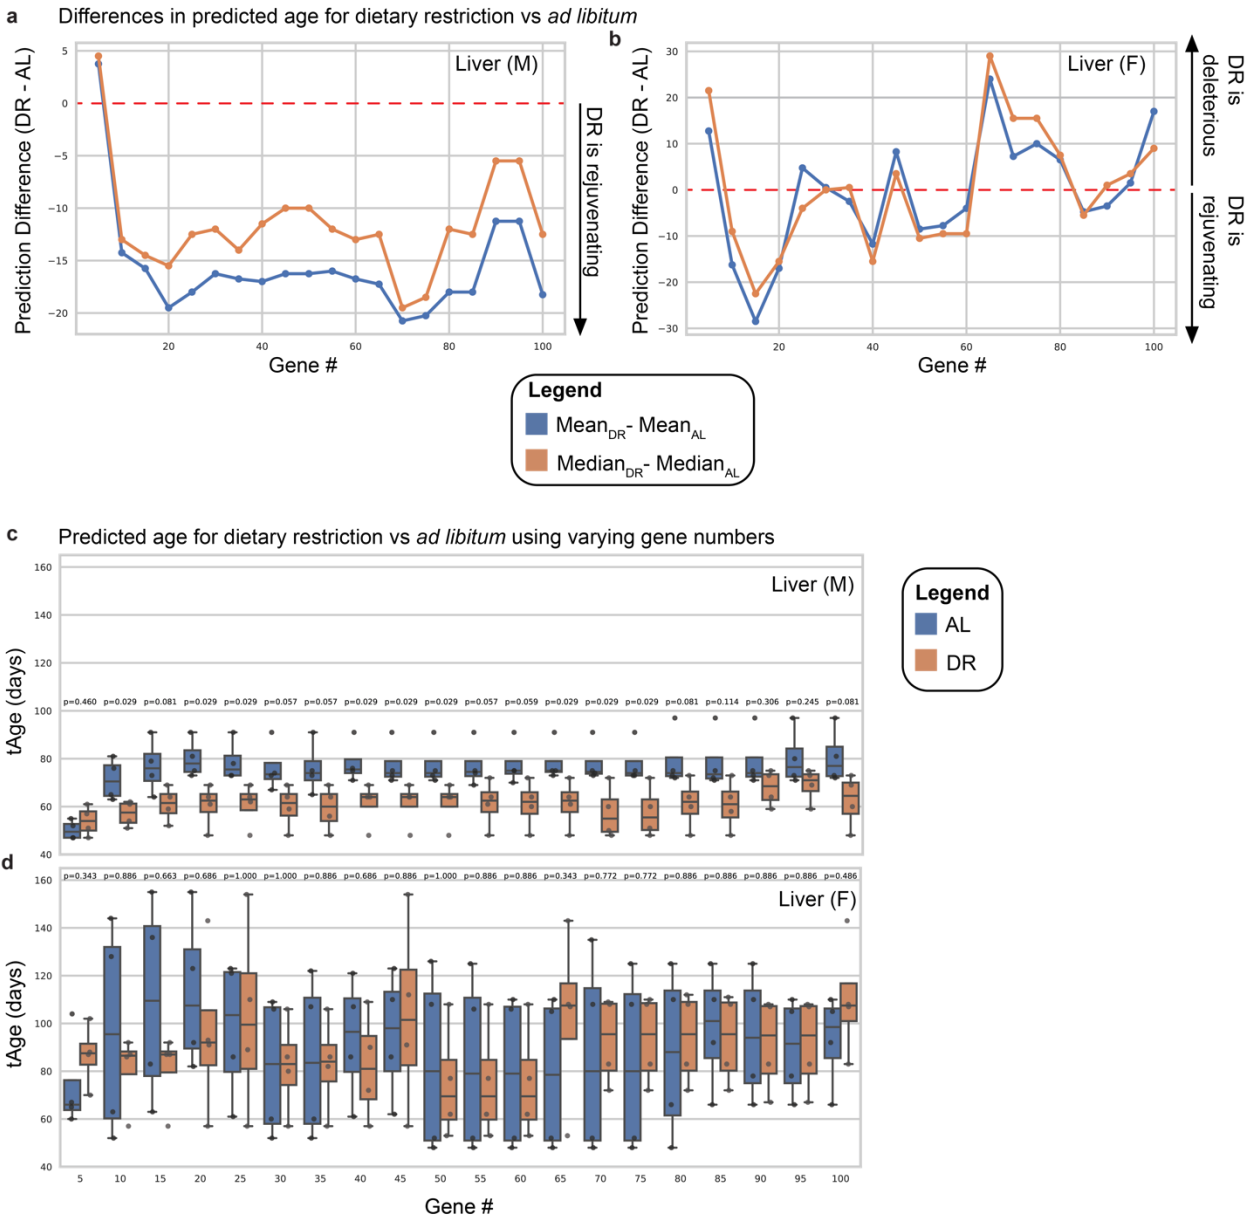 a Differences in predicted age for dietary restriction vs ad libitum
Prediction Difference (DR - AL)
5
0
−5
−10
−15
−20
Liver (M)
20 40 60 80 100
Gene #
DR is rejuvenating
b
Prediction Difference (DR - AL)
30
20
10
0
−10
−20
−30
Liver (F)
20 40 60 80 100
Gene #
DR is
deleterious
DR is
rejuvenating
Legend
MeanDR- MeanAL
MedianDR- MedianAL
c Predicted age for dietary restriction vs ad libitum using varying gene numbers
tAge (days)
160
140
120
100
80
60
40
Liver (M)
p=0.460 p=0.029 p=0.081 p=0.029 p=0.029 p=0.057 p=0.057 p=0.029 p=0.029 p=0.029 p=0.057 p=0.059 p=0.029 p=0.029 p=0.029 p=0.081 p=0.114 p=0.306 p=0.245 p=0.081
Legend
AL
DR
d
tAge (days)
160
140
120
100
80
60
40
p=0.343 p=0.886 p=0.663 p=0.686 p=1.000 p=1.000 p=0.886 p=0.686 p=0.886 p=1.000 p=0.886 p=0.886 p=0.343 p=0.772 p=0.772 p=0.886 p=0.886 p=0.886 p=0.886 p=0.486
Liver (F)
5 10 15 20 25 30 35 40 45 50 55 60 65 70 75 80 85 90 95 100
Gene #